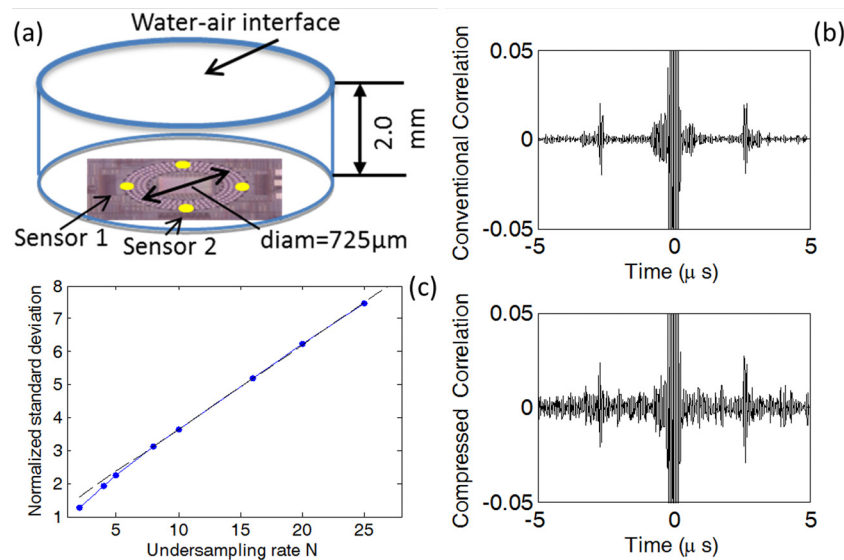 (a)
Water-air interface
2.0
mm
Sensor 1
Sensor 2
diam=725μm
(b)
Conventional Correlation
0.05
0
-0.05
-5
0
5
Time (μ s)
(c)
Normalized standard deviation
8
7
6
5
4
3
2
1
5
10
15
20
25
Undersampling rate N
Compressed Correlation
0.05
0
-0.05
-5
0
5
Time (μ s)